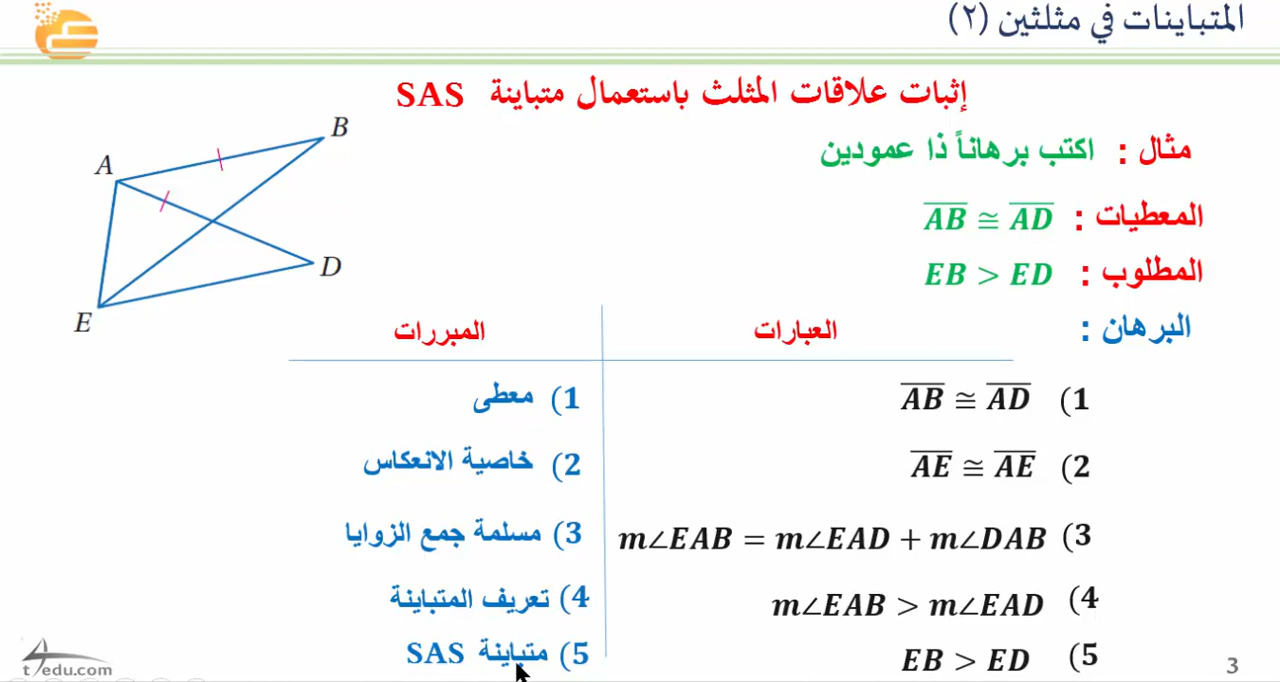 المتباينات في مثلثين (٢)
إثبات علاقات المثلث باستعمال متباينة SAS
مثال : اكتب برهاناً ذا عمودين
المعطيات : AB ≅ AD
المطلوب : EB > ED
البرهان :
A
B
D
E
العبارات المبررات
1) AB ≅ AD 1) معطى
2) AE ≅ AE 2) خاصية الانعكاس
3) m∠EAB = m∠EAD + m∠DAB 3) مسلمة جمع الزوايا
4) m∠EAB > m∠EAD 4) تعريف المتباينة
5) EB > ED 5) متباينة SAS
3